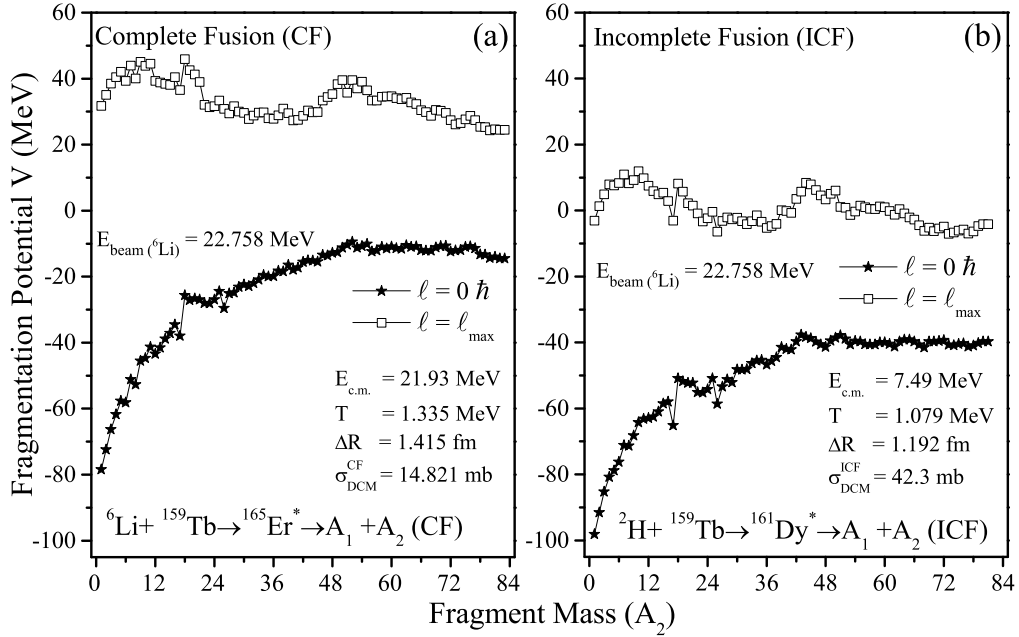 Fragmentation Potential V (MeV)
60
40
20
0
-20
-40
-60
-80
-100
Complete Fusion (CF) (a)
E_beam (⁶Li) = 22.758 MeV
ℓ = 0 ℏ
ℓ = ℓ_max
E_c.m. = 21.93 MeV
T = 1.335 MeV
ΔR = 1.415 fm
σ_DCM^CF = 14.821 mb
⁶Li+ ¹⁵⁹Tb→¹⁶⁵Er*→A₁ +A₂ (CF)
0 12 24 36 48 60 72 84
60
40
20
0
-20
-40
-60
-80
-100
Incomplete Fusion (ICF) (b)
E_beam (⁶Li) = 22.758 MeV
ℓ = 0 ℏ
ℓ = ℓ_max
E_c.m. = 7.49 MeV
T = 1.079 MeV
ΔR = 1.192 fm
σ_DCM^ICF = 42.3 mb
²H+ ¹⁵⁹Tb→¹⁶¹Dy*→A₁ +A₂ (ICF)
0 12 24 36 48 60 72 84
Fragment Mass (A₂)